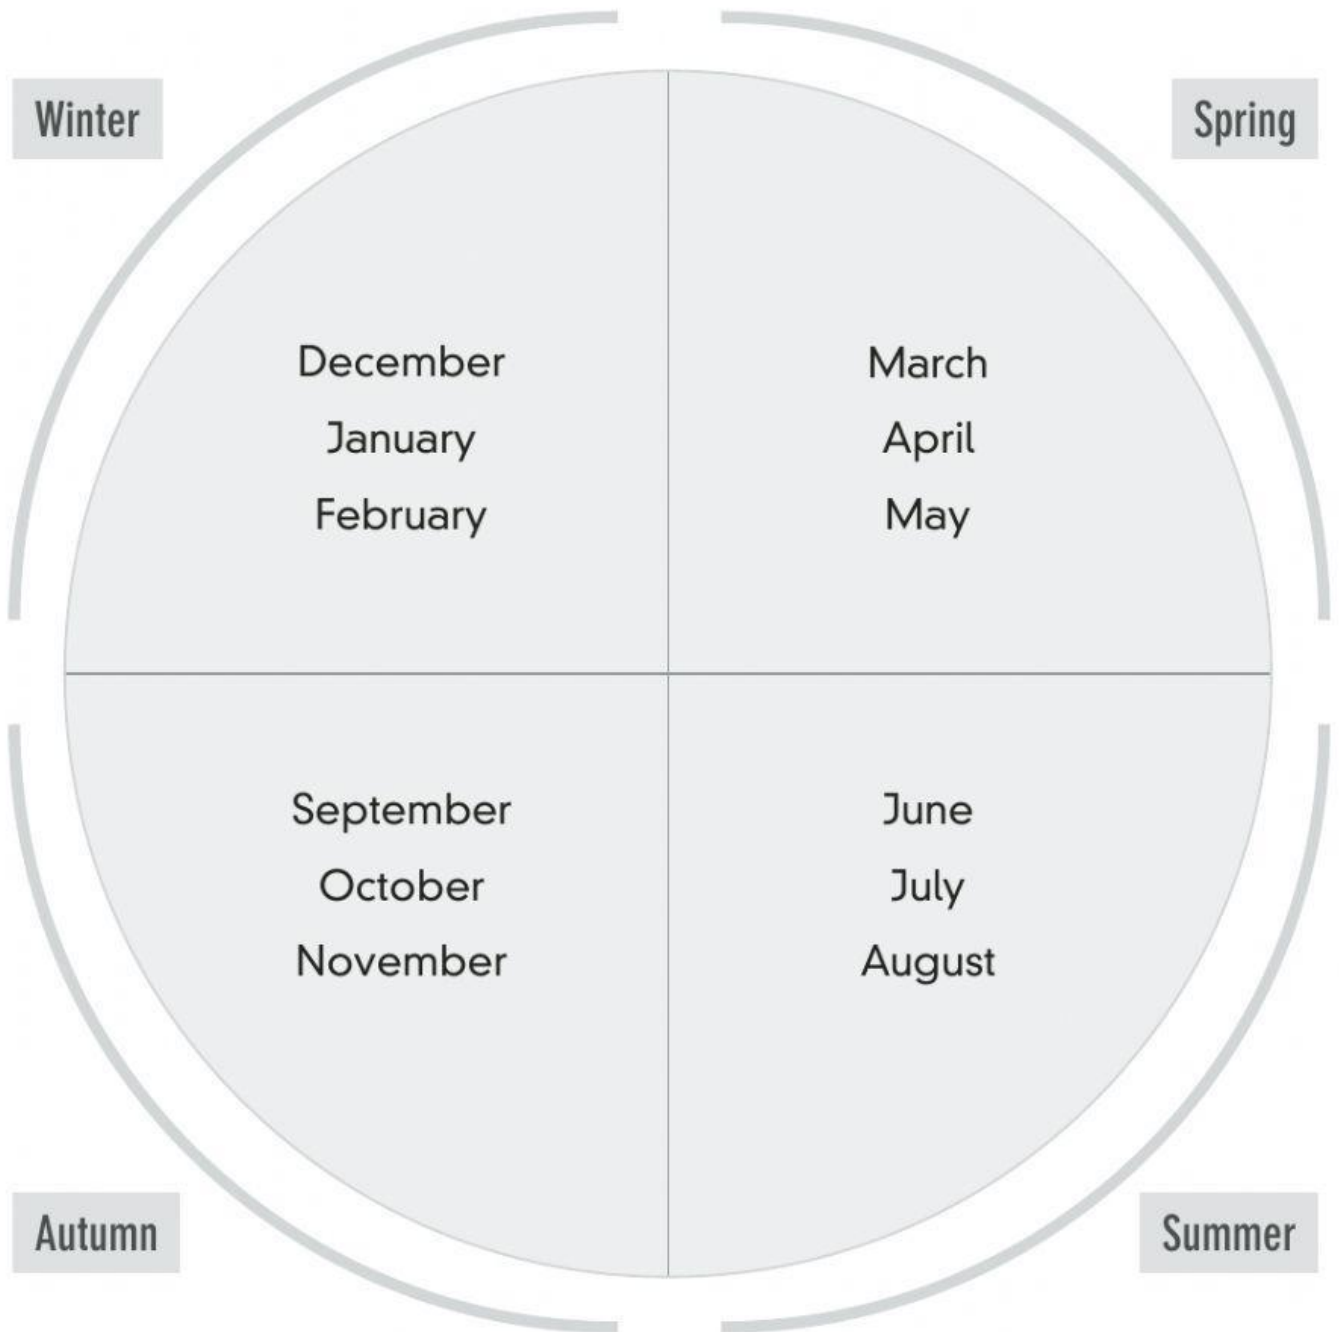 Winter
Spring
December
January
February
March
April
May
September
October
November
June
July
August
Autumn
Summer